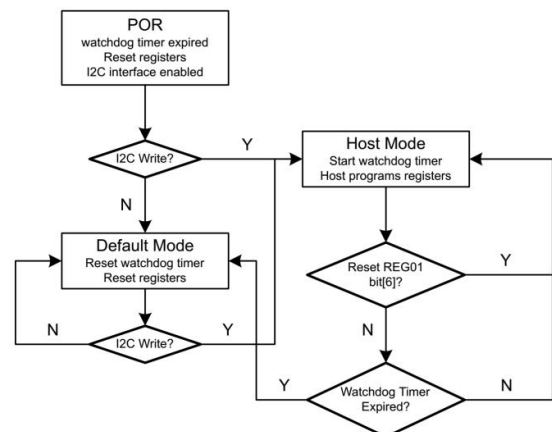 POR
watchdog timer expired
Reset registers
I2C interface enabled
I2C Write?
Y
N
Host Mode
Start watchdog timer
Host programs registers
Default Mode
Reset watchdog timer
Reset registers
Reset REG01
bit[6]?
Y
N
I2C Write?
N
Y
Watchdog Timer
Expired?
Y
N